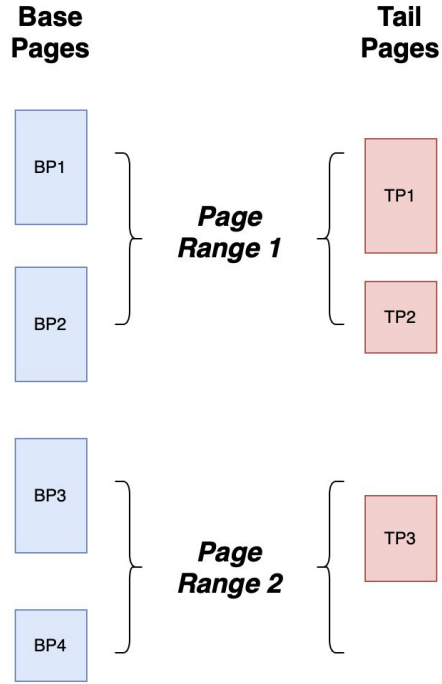 Base
Pages
Tail
Pages
BP1
BP2
Page
Range 1
TP1
TP2
BP3
BP4
Page
Range 2
TP3